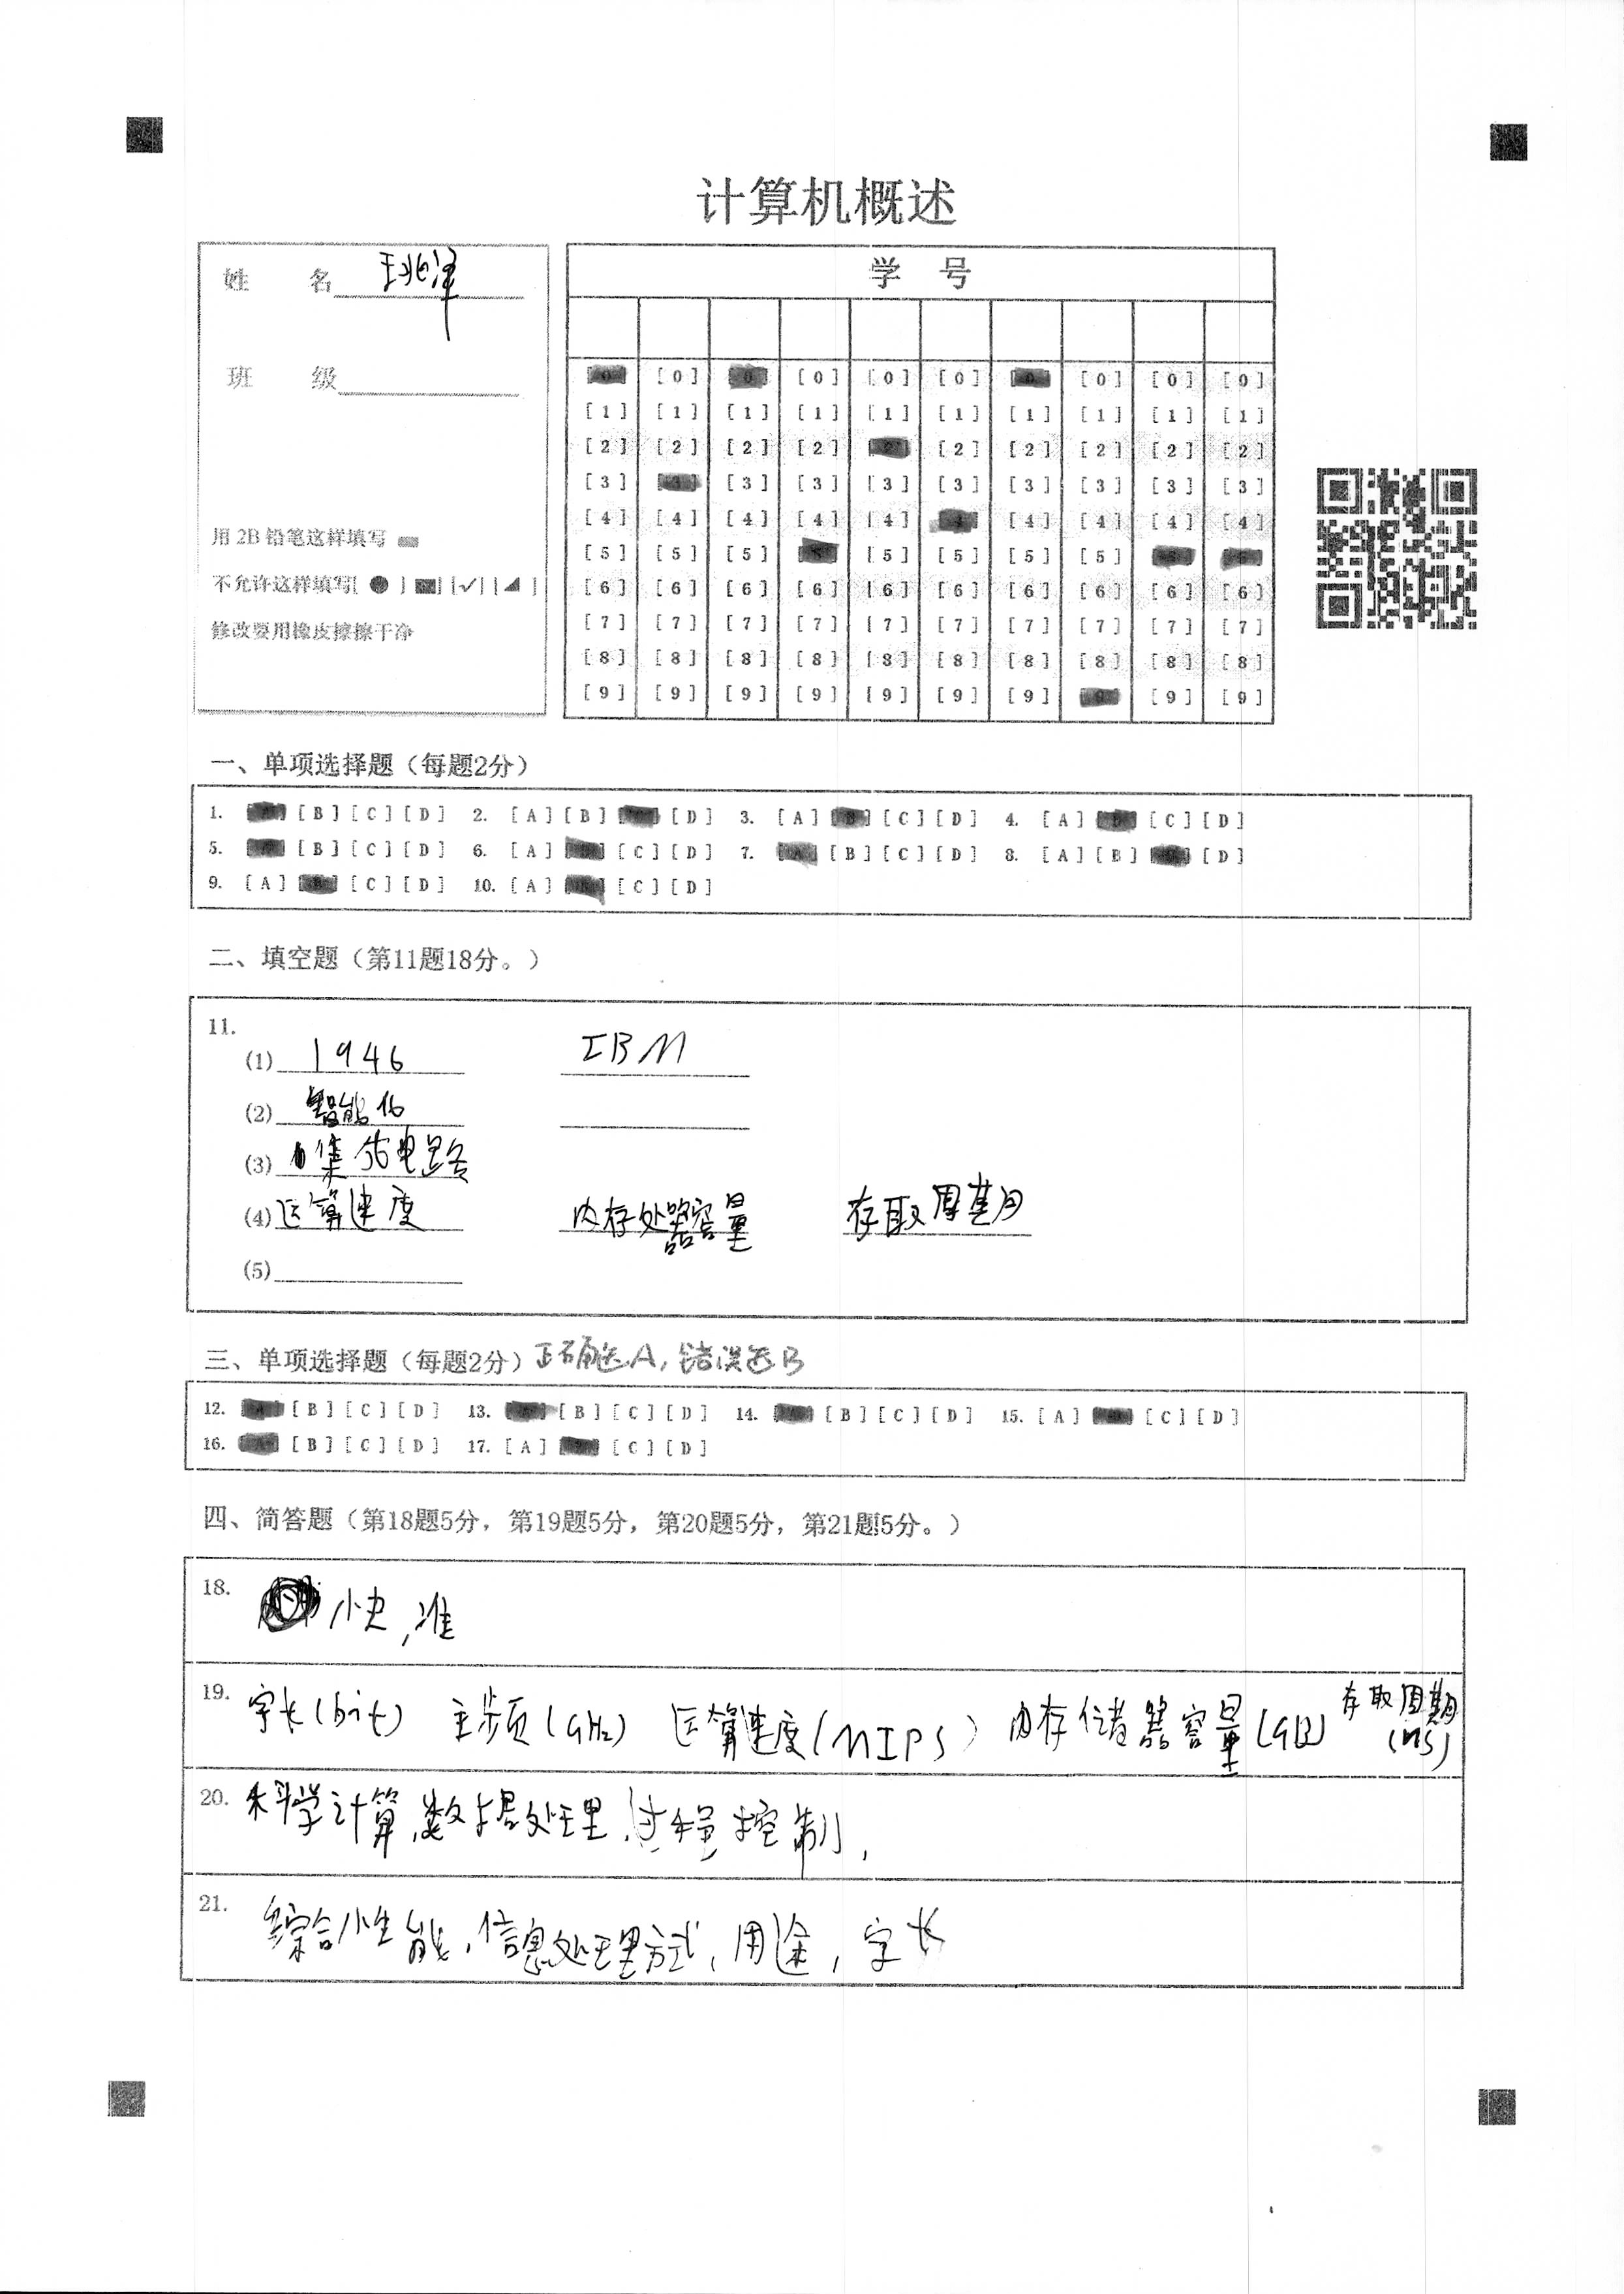 计算机概述
姓 名
班 级
用 2B 铅笔这样填写
不允许这样填写[ ● ] [ ] [✓] [◢ ]
修改要用橡皮擦擦干净
学 号
[0] [0] [0] [0] [0] [0] [0] [0] [0] [0]
[1] [1] [1] [1] [1] [1] [1] [1] [1] [1]
[2] [2] [2] [2] [2] [2] [2] [2] [2] [2]
[3] [3] [3] [3] [3] [3] [3] [3] [3] [3]
[4] [4] [4] [4] [4] [4] [4] [4] [4] [4]
[5] [5] [5] [5] [5] [5] [5] [5] [5] [5]
[6] [6] [6] [6] [6] [6] [6] [6] [6] [6]
[7] [7] [7] [7] [7] [7] [7] [7] [7] [7]
[8] [8] [8] [8] [8] [8] [8] [8] [8] [8]
[9] [9] [9] [9] [9] [9] [9] [9] [9] [9]
一、单项选择题（每题2分）
1. [A] [B] [C] [D] 2. [A] [B] [C] [D] 3. [A] [B] [C] [D] 4. [A] [B] [C] [D]
5. [A] [B] [C] [D] 6. [A] [B] [C] [D] 7. [A] [B] [C] [D] 8. [A] [B] [C] [D]
9. [A] [B] [C] [D] 10. [A] [B] [C] [D]
二、填空题（第11题18分。）
11.
(1) 1946 IBM
(2) 智能化
(3) 集成电路
(4) 运算速度 内存处器容量 存取周期
(5)
三、单项选择题（每题2分）正确选A,错误选B
12. [A] [B] [C] [D] 13. [A] [B] [C] [D] 14. [A] [B] [C] [D] 15. [A] [B] [C] [D]
16. [A] [B] [C] [D] 17. [A] [B] [C] [D]
四、简答题（第18题5分，第19题5分，第20题5分，第21题5分。）
18. 快,准
19. 字长(bit) 主频(GHz) 运算速度(MIPS) 内存储器容量(GB) 存取周期(ns)
20. 科学计算,数据处理,过程控制,
21. 综合性能,信息处理方式,用途,字长